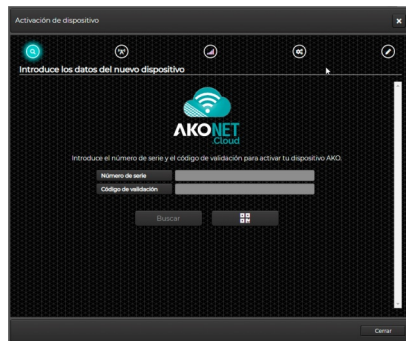 Activación de dispositivo
Introduce los datos del nuevo dispositivo
AKONET
.Cloud
Introduce el número de serie y el código de validación para activar tu dispositivo AKO.
Número de serie
Código de validación
Buscar
Cerrar